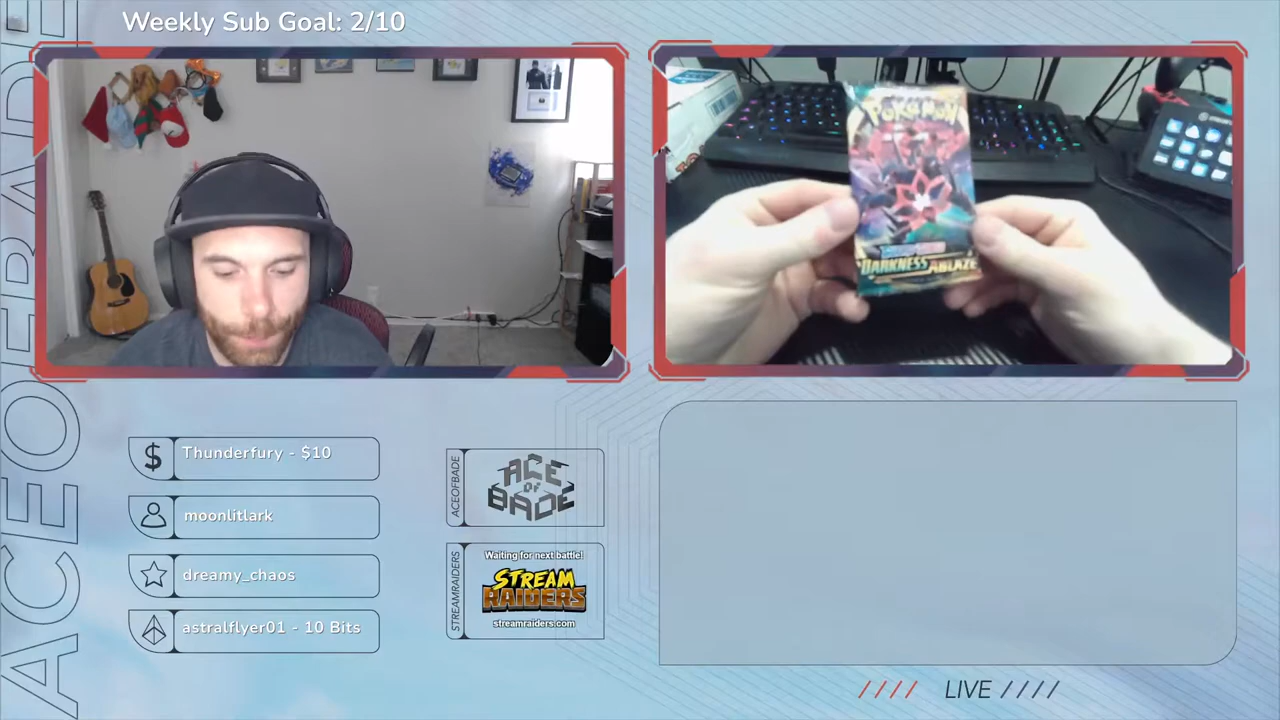 Weekly Sub Goal: 2/10
ACEOFBADE
POKéMON
DARKNESS ABLAZE
$ Thunderfury - $10
moonlitlark
dreamy_chaos
astralflyer01 - 10 Bits
ACEOFBADE
ACE
OF
BADE
STREAMRAIDERS
Waiting for next battle!
STREAM
RAIDERS
streamraiders.com
//// LIVE ////